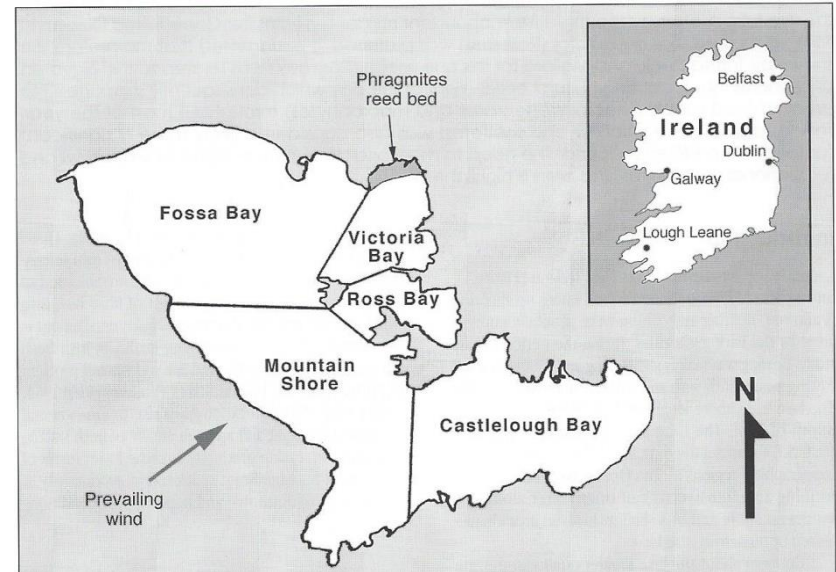 Phragmites
reed bed
Belfast
Ireland
Dublin
Galway
Lough Leane
Fossa Bay
Victoria
Bay
Ross Bay
Mountain
Shore
Castlelough Bay
N
Prevailing
wind